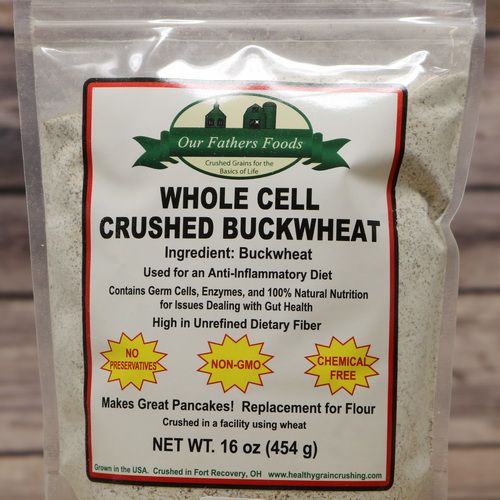 Our Fathers Foods
Crushed Grains for the
Basics of Life
WHOLE CELL
CRUSHED BUCKWHEAT
Ingredient: Buckwheat
Used for an Anti-Inflammatory Diet
Contains Germ Cells, Enzymes, and 100% Natural Nutrition
for Issues Dealing with Gut Health
High in Unrefined Dietary Fiber
NO
PRESERVATIVES
NON-GMO
CHEMICAL
FREE
Makes Great Pancakes! Replacement for Flour
Crushed in a facility using wheat
NET WT. 16 oz (454 g)
Grown in the USA. Crushed in Fort Recovery, OH www.healthygraincrushing.com